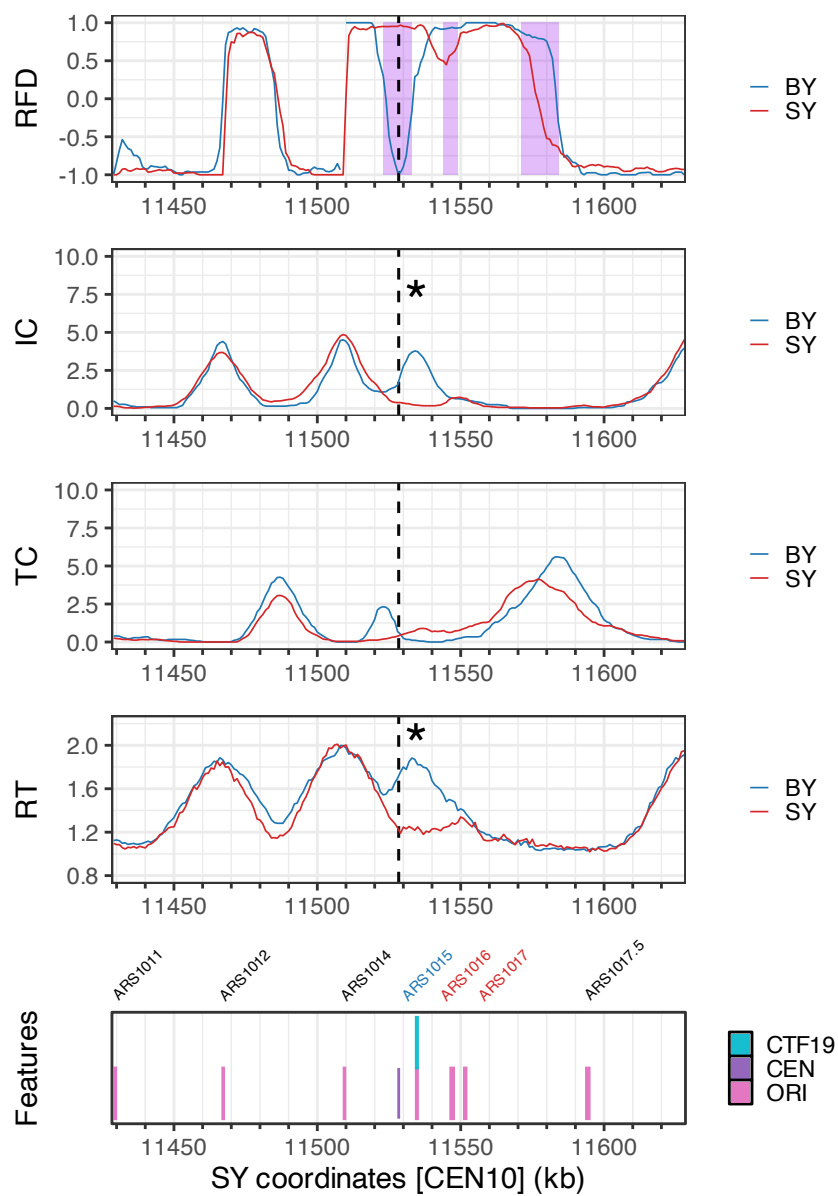 RFD
1.0
0.5
0.0
-0.5
-1.0
11450 11500 11550 11600
BY
SY
IC
10.0
7.5
5.0
2.5
0.0
*
11450 11500 11550 11600
BY
SY
TC
10.0
7.5
5.0
2.5
0.0
11450 11500 11550 11600
BY
SY
RT
2.0
1.6
1.2
0.8
*
11450 11500 11550 11600
BY
SY
ARS1011 ARS1012 ARS1014 ARS1015 ARS1016 ARS1017 ARS1017.5
Features
CTF19
CEN
ORI
11450 11500 11550 11600
SY coordinates [CEN10] (kb)